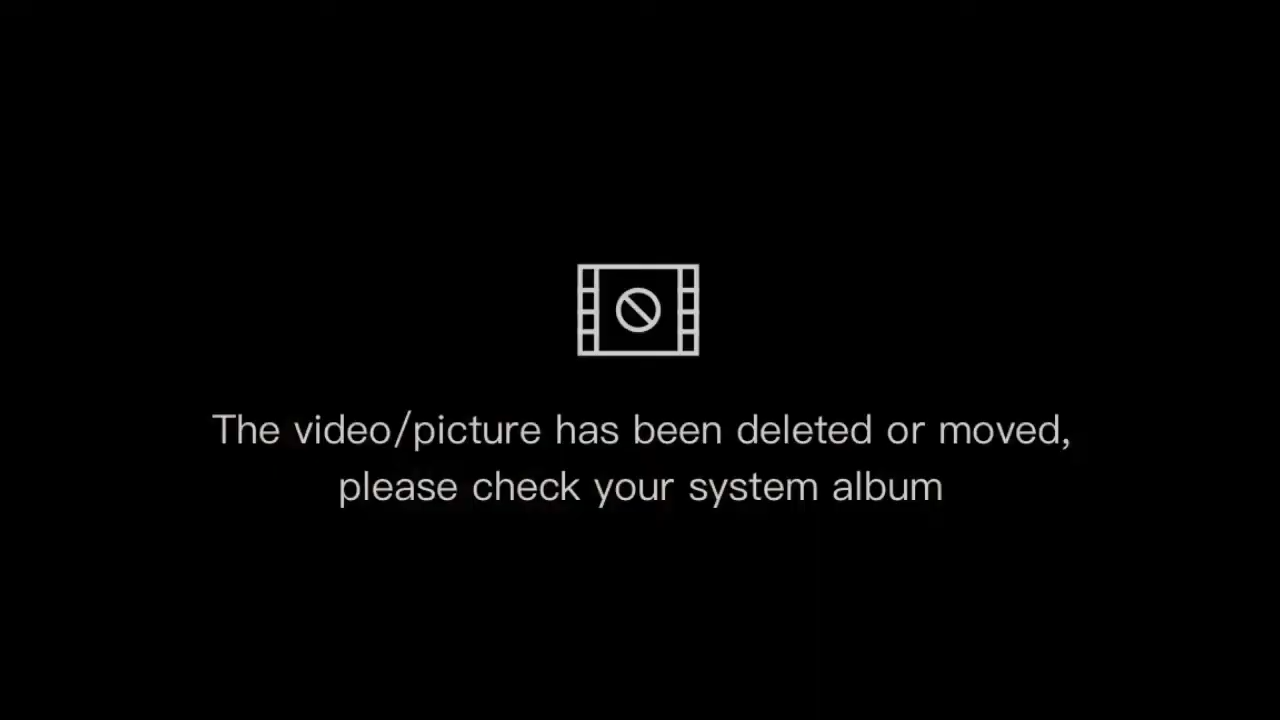 The video/picture has been deleted or moved,
please check your system album